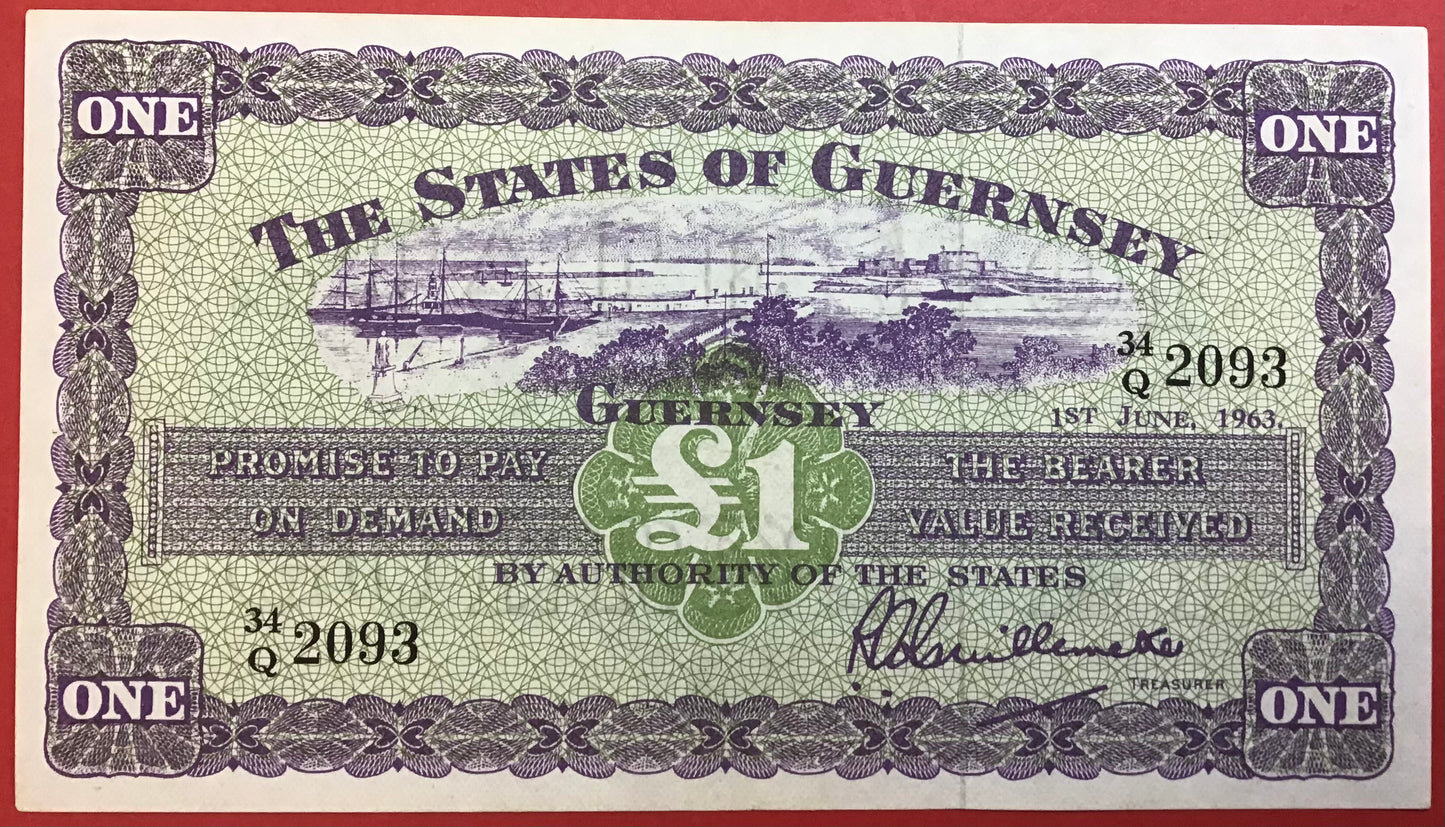 ONE
ONE
THE STATES OF GUERNSEY
34
Q 2093
GUERNSEY
1ST JUNE, 1963.
PROMISE TO PAY £1 THE BEARER
ON DEMAND VALUE RECEIVED
BY AUTHORITY OF THE STATES
34
Q 2093
TREASURER
ONE
ONE